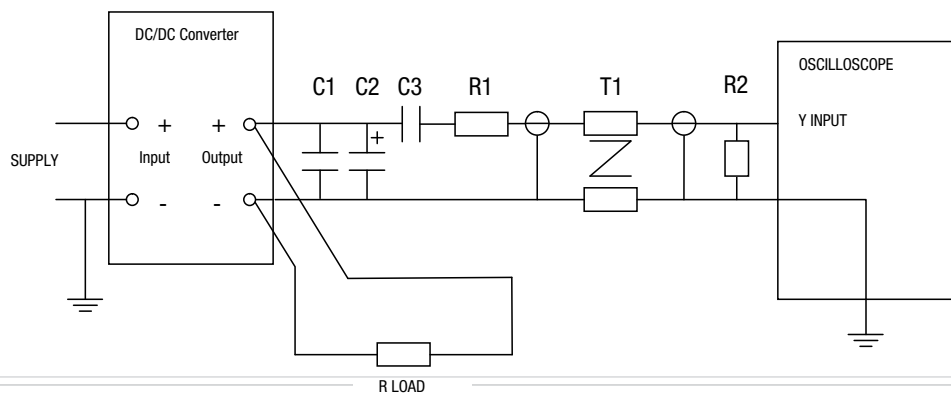 DC/DC Converter
OSCILLOSCOPE
C1 C2 C3 R1 T1 R2
+ + +
Y INPUT
SUPPLY
Input Output
- -
R LOAD